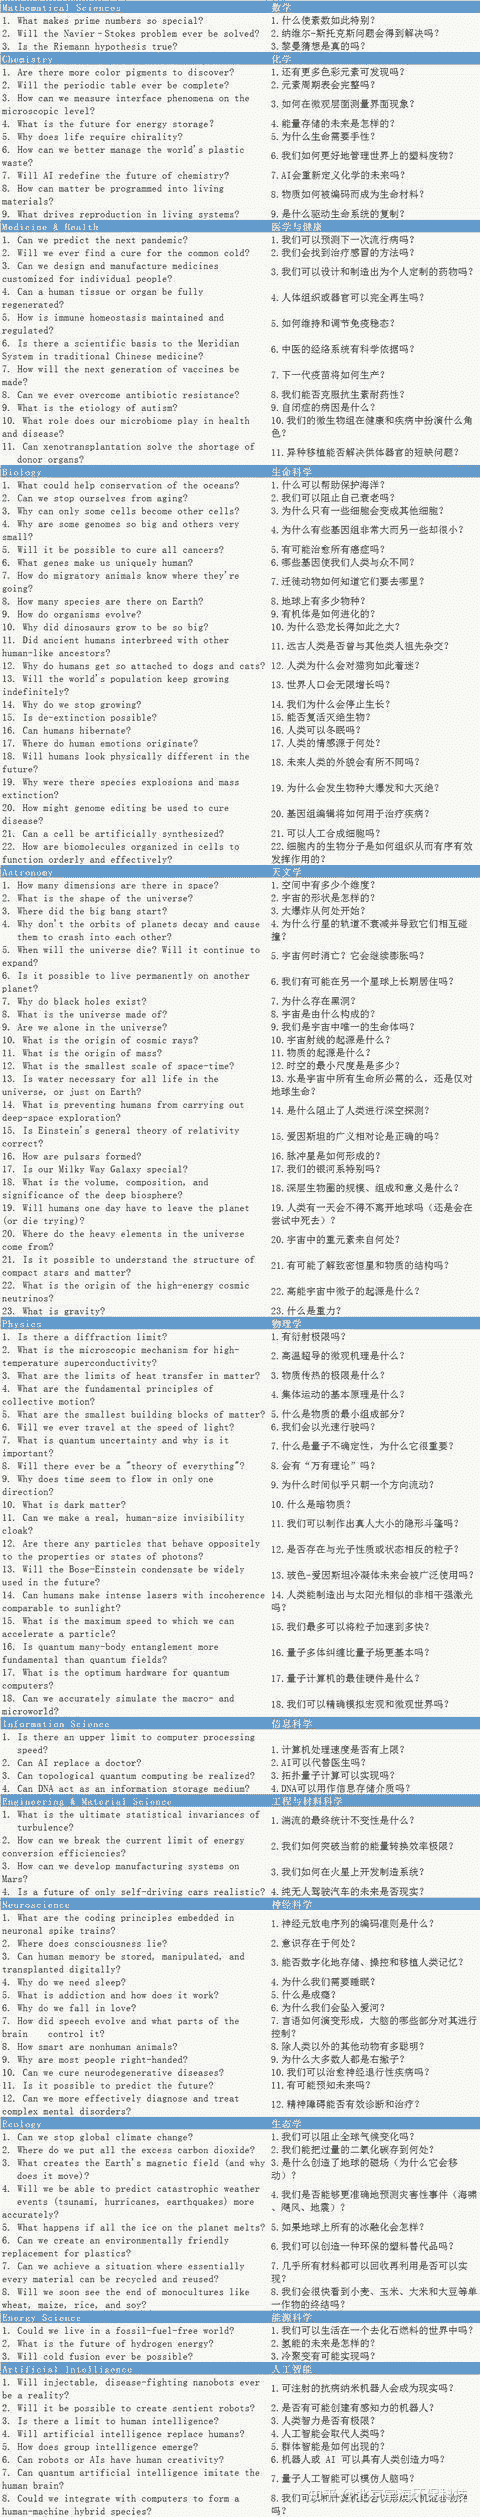 Mathematical Sciences 数学
1. What makes prime numbers so special? 1.什么使素数如此特别?
2. Will the Navier–Stokes problem ever be solved? 2.纳维尔-斯托克斯问题会得到解决吗?
3. Is the Riemann hypothesis true? 3.黎曼猜想是真的吗?
Chemistry 化学
1. Are there more color pigments to discover? 1.还有更多色彩元素可发现吗?
2. Will the periodic table ever be complete? 2.元素周期表会完整吗?
3. How can we measure interface phenomena on the
microscopic level? 3.如何在微观层面测量界面现象?
4. What is the future for energy storage? 4.能量存储的未来是怎样的?
5. Why does life require chirality? 5.为什么生命需要手性?
6. How can we better manage the world's plastic
waste? 6.我们如何更好地管理世界上的塑料废物?
7. Will AI redefine the future of chemistry? 7.AI会重新定义化学的未来吗?
8. How can matter be programmed into living
materials? 8.物质如何被编码而成为生命材料?
9. What drives reproduction in living systems? 9.是什么驱动生命系统的复制?
Medicine & Health 医学与健康
1. Can we predict the next pandemic? 1.我们可以预测下一次流行病吗?
2. Will we ever find a cure for the common cold? 2.我们会找到治疗感冒的方法吗?
3. Can we design and manufacture medicines
customized for individual people? 3.我们可以设计和制造出为个人定制的药物吗?
4. Can a human tissue or organ be fully
regenerated? 4.人体组织或器官可以完全再生吗?
5. How is immune homeostasis maintained and
regulated? 5.如何维持和调节免疫稳态?
6. Is there a scientific basis to the Meridian
System in traditional Chinese medicine? 6.中医的经络系统有科学依据吗?
7. How will the next generation of vaccines be
made? 7.下一代疫苗将如何生产?
8. Can we ever overcome antibiotic resistance? 8.我们能否克服抗生素耐药性?
9. What is the etiology of autism? 9.自闭症的病因是什么?
10. What role does our microbiome play in health 10.我们的微生物组在健康和疾病中扮演什么角
and disease? 色?
11. Can xenotransplantation solve the shortage of
donor organs? 11.异种移植能否解决供体器官的短缺问题?
Biology 生命科学
1. What could help conservation of the oceans? 1.什么可以帮助保护海洋?
2. Can we stop ourselves from aging? 2.我们可以阻止自己衰老吗?
3. Why can only some cells become other cells? 3.为什么只有一些细胞会变成其他细胞?
4. Why are some genomes so big and others very
small? 4.为什么有些基因组非常大而另一些却很小?
5. Will it be possible to cure all cancers? 5.有可能治愈所有癌症吗?
6. What genes make us uniquely human? 6.哪些基因使我们人类与众不同?
7. How do migratory animals know where they're
going? 7.迁徙动物如何知道它们要去哪里?
8. How many species are there on Earth? 8.地球上有多少物种?
9. How do organisms evolve? 9.有机体是如何进化的?
10. Why did dinosaurs grow to be so big? 10.为什么恐龙长得如此之大?
11. Did ancient humans interbreed with other
human-like ancestors? 11.远古人类是否曾与其他类人祖先杂交?
12. Why do humans get so attached to dogs and cats? 12.人类为什么会对猫狗如此着迷?
13. Will the world's population keep growing
indefinitely? 13.世界人口会无限增长吗?
14. Why do we stop growing? 14.我们为什么会停止生长?
15. Is de-extinction possible? 15.能否复活灭绝生物?
16. Can humans hibernate? 16.人类可以冬眠吗?
17. Where do human emotions originate? 17.人类的情感源于何处?
18. Will humans look physically different in the
future? 18.未来人类的外貌会有所不同吗?
19. Why were there species explosions and mass
extinction? 19.为什么会发生物种大爆发和大灭绝?
20. How might genome editing be used to cure
disease? 20.基因组编辑将如何用于治疗疾病?
21. Can a cell be artificially synthesized? 21.可以人工合成细胞吗?
22. How are biomolecules organized in cells to 22.细胞内的生物分子是如何组织从而有序有效
function orderly and effectively? 发挥作用的?
Astronomy 天文学
1. How many dimensions are there in space? 1.空间中有多少个维度?
2. What is the shape of the universe? 2.宇宙的形状是怎样的?
3. Where did the big bang start? 3.大爆炸从何处开始?
4. Why don't the orbits of planets decay and cause 4.为什么行星的轨道不衰减并导致它们相互碰
them to crash into each other? 撞?
5. When will the universe die? Will it continue to
expand? 5.宇宙何时消亡?它会继续膨胀吗?
6. Is it possible to live permanently on another
planet? 6.我们有可能在另一个星球上长期居住吗?
7. Why do black holes exist? 7.为什么存在黑洞?
8. What is the universe made of? 8.宇宙是由什么构成的?
9. Are we alone in the universe? 9.我们是宇宙中唯一的生命体吗?
10. What is the origin of cosmic rays? 10.宇宙射线的起源是什么?
11. What is the origin of mass? 11.物质的起源是什么?
12. What is the smallest scale of space-time? 12.时空的最小尺度是是多少?
13. Is water necessary for all life in the 13.水是宇宙中所有生命所必需的么,还是仅对
universe, or just on Earth? 地球生命?
14. What is preventing humans from carrying out
deep-space exploration? 14.是什么阻止了人类进行深空探测?
15. Is Einstein's general theory of relativity
correct? 15.爱因斯坦的广义相对论是正确的吗?
16. How are pulsars formed? 16.脉冲星是如何形成的?
17. Is our Milky Way Galaxy special? 17.我们的银河系特别吗?
18. What is the volume, composition, and
significance of the deep biosphere? 18.深层生物圈的规模、组成和意义是什么?
19. Will humans one day have to leave the planet 19.人类有一天会不得不离开地球吗(还是会在
(or die trying)? 尝试中死去)?
20. Where do the heavy elements in the universe
come from? 20.宇宙中的重元素来自何处?
21. Is it possible to understand the structure of
compact stars and matter? 21.有可能了解致密恒星和物质的结构吗?
22. What is the origin of the high-energy cosmic
neutrinos? 22.高能宇宙中微子的起源是什么?
23. What is gravity? 23.什么是重力?
Physics 物理学
1. Is there a diffraction limit? 1.有衍射极限吗?
2. What is the microscopic mechanism for high-
temperature superconductivity? 2.高温超导的微观机理是什么?
3. What are the limits of heat transfer in matter? 3.物质传热的极限是什么?
4. What are the fundamental principles of
collective motion? 4.集体运动的基本原理是什么?
5. What are the smallest building blocks of matter? 5.什么是物质的最小组成部分?
6. Will we ever travel at the speed of light? 6.我们会以光速行驶吗?
7. What is quantum uncertainty and why is it
important? 7.什么是量子不确定性,为什么它很重要?
8. Will there ever be a "theory of everything"? 8.会有“万有理论”吗?
9. Why does time seem to flow in only one
direction? 9.为什么时间似乎只朝一个方向流动?
10. What is dark matter? 10.什么是暗物质?
11. Can we make a real, human-size invisibility
cloak? 11.我们可以制作出真人大小的隐形斗篷吗?
12. Are there any particles that behave oppositely
to the properties or states of photons? 12.是否存在与光子性质或状态相反的粒子?
13. Will the Bose-Einstein condensate be widely
used in the future? 13.玻色-爱因斯坦冷凝体未来会被广泛使用吗?
14. Can humans make intense lasers with incoherence 14.人类能制造出与太阳光相似的非相干强激光
comparable to sunlight? 吗?
15. What is the maximum speed to which we can
accelerate a particle? 15.我们最多可以将粒子加速到多快?
16. Is quantum many-body entanglement more
fundamental than quantum fields? 16.量子多体纠缠比量子场更基本吗?
17. What is the optimum hardware for quantum
computers? 17.量子计算机的最佳硬件是什么?
18. Can we accurately simulate the macro- and
microworld? 18.我们可以精确模拟宏观和微观世界吗?
Information Science 信息科学
1. Is there an upper limit to computer processing
speed? 1.计算机处理速度是否有上限?
2. Can AI replace a doctor? 2.AI可以代替医生吗?
3. Can topological quantum computing be realized? 3.拓扑量子计算可以实现吗?
4. Can DNA act as an information storage medium? 4.DNA可以用作信息存储介质吗?
Engineering & Material Science 工程与材料科学
1. What is the ultimate statistical invariances of
turbulence? 1.湍流的最终统计不变性是什么?
2. How can we break the current limit of energy
conversion efficiencies? 2.我们如何突破当前的能量转换效率极限?
3. How can we develop manufacturing systems on
Mars? 3.我们如何在火星上开发制造系统?
4. Is a future of only self-driving cars realistic? 4.纯无人驾驶汽车的未来是否现实?
Neuroscience 神经科学
1. What are the coding principles embedded in
neuronal spike trains? 1.神经元放电序列的编码准则是什么?
2. Where does consciousness lie? 2.意识存在于何处?
3. Can human memory be stored, manipulated, and
transplanted digitally? 3.能否数字化地存储、操控和移植人类记忆?
4. Why do we need sleep? 4.为什么我们需要睡眠?
5. What is addiction and how does it work? 5.什么是成瘾?
6. Why do we fall in love? 6.为什么我们会坠入爱河?
7. How did speech evolve and what parts of the 7.言语如何演变形成,大脑的哪些部分对其进行
brain control it? 控制?
8. How smart are nonhuman animals? 8.除人类以外的其他动物有多聪明?
9. Why are most people right-handed? 9.为什么大多数人都是右撇子?
10. Can we cure neurodegenerative diseases? 10.我们可以治愈神经退行性疾病吗?
11. Is it possible to predict the future? 11.有可能预知未来吗?
12. Can we more effectively diagnose and treat
complex mental disorders? 12.精神障碍能否有效诊断和治疗?
Ecology 生态学
1. Can we stop global climate change? 1.我们可以阻止全球气候变化吗?
2. Where do we put all the excess carbon dioxide? 2.我们能把过量的二氧化碳存到何处?
3. What creates the Earth's magnetic field (and why 3.是什么创造了地球的磁场(为什么它会移
does it move)? 动)?
4. Will we be able to predict catastrophic weather
events (tsunami, hurricanes, earthquakes) more 4.我们是否能够更准确地预测灾害性事件(海啸
accurately? 、飓风、地震)?
5. What happens if all the ice on the planet melts? 5.如果地球上所有的冰融化会怎样?
6. Can we create an environmentally friendly
replacement for plastics? 6.我们可以创造一种环保的塑料替代品吗?
7. Can we achieve a situation where essentially 7.几乎所有材料都可以回收再利用是否可以实
every material can be recycled and reused? 现?
8. Will we soon see the end of monocultures like 8.我们会很快看到小麦、玉米、大米和大豆等单
wheat, maize, rice, and soy? 一作物的终结吗?
Energy Science 能源科学
1. Could we live in a fossil-fuel-free world? 1.我们可以生活在一个去化石燃料的世界中吗?
2. What is the future of hydrogen energy? 2.氢能的未来是怎样的?
3. Will cold fusion ever be possible? 3.冷聚变有可能实现吗?
Artificial Intelligence 人工智能
1. Will injectable, disease-fighting nanobots ever
be a reality? 1.可注射的抗病纳米机器人会成为现实吗?
2. Will it be possible to create sentient robots? 2.是否有可能创建有感知力的机器人?
3. Is there a limit to human intelligence? 3.人类智力是否有极限?
4. Will artificial intelligence replace humans? 4.人工智能会取代人类吗?
5. How does group intelligence emerge? 5.群体智能是如何出现的?
6. Can robots or AIs have human creativity? 6.机器人或 AI 可以具有人类创造力吗?
7. Can quantum artificial intelligence imitate the
human brain? 7.量子人工智能可以模仿人脑吗?
8. Could we integrate with computers to form a 8.我们可以和计算机结合以形成人机混合物种
human-machine hybrid species? 吗?